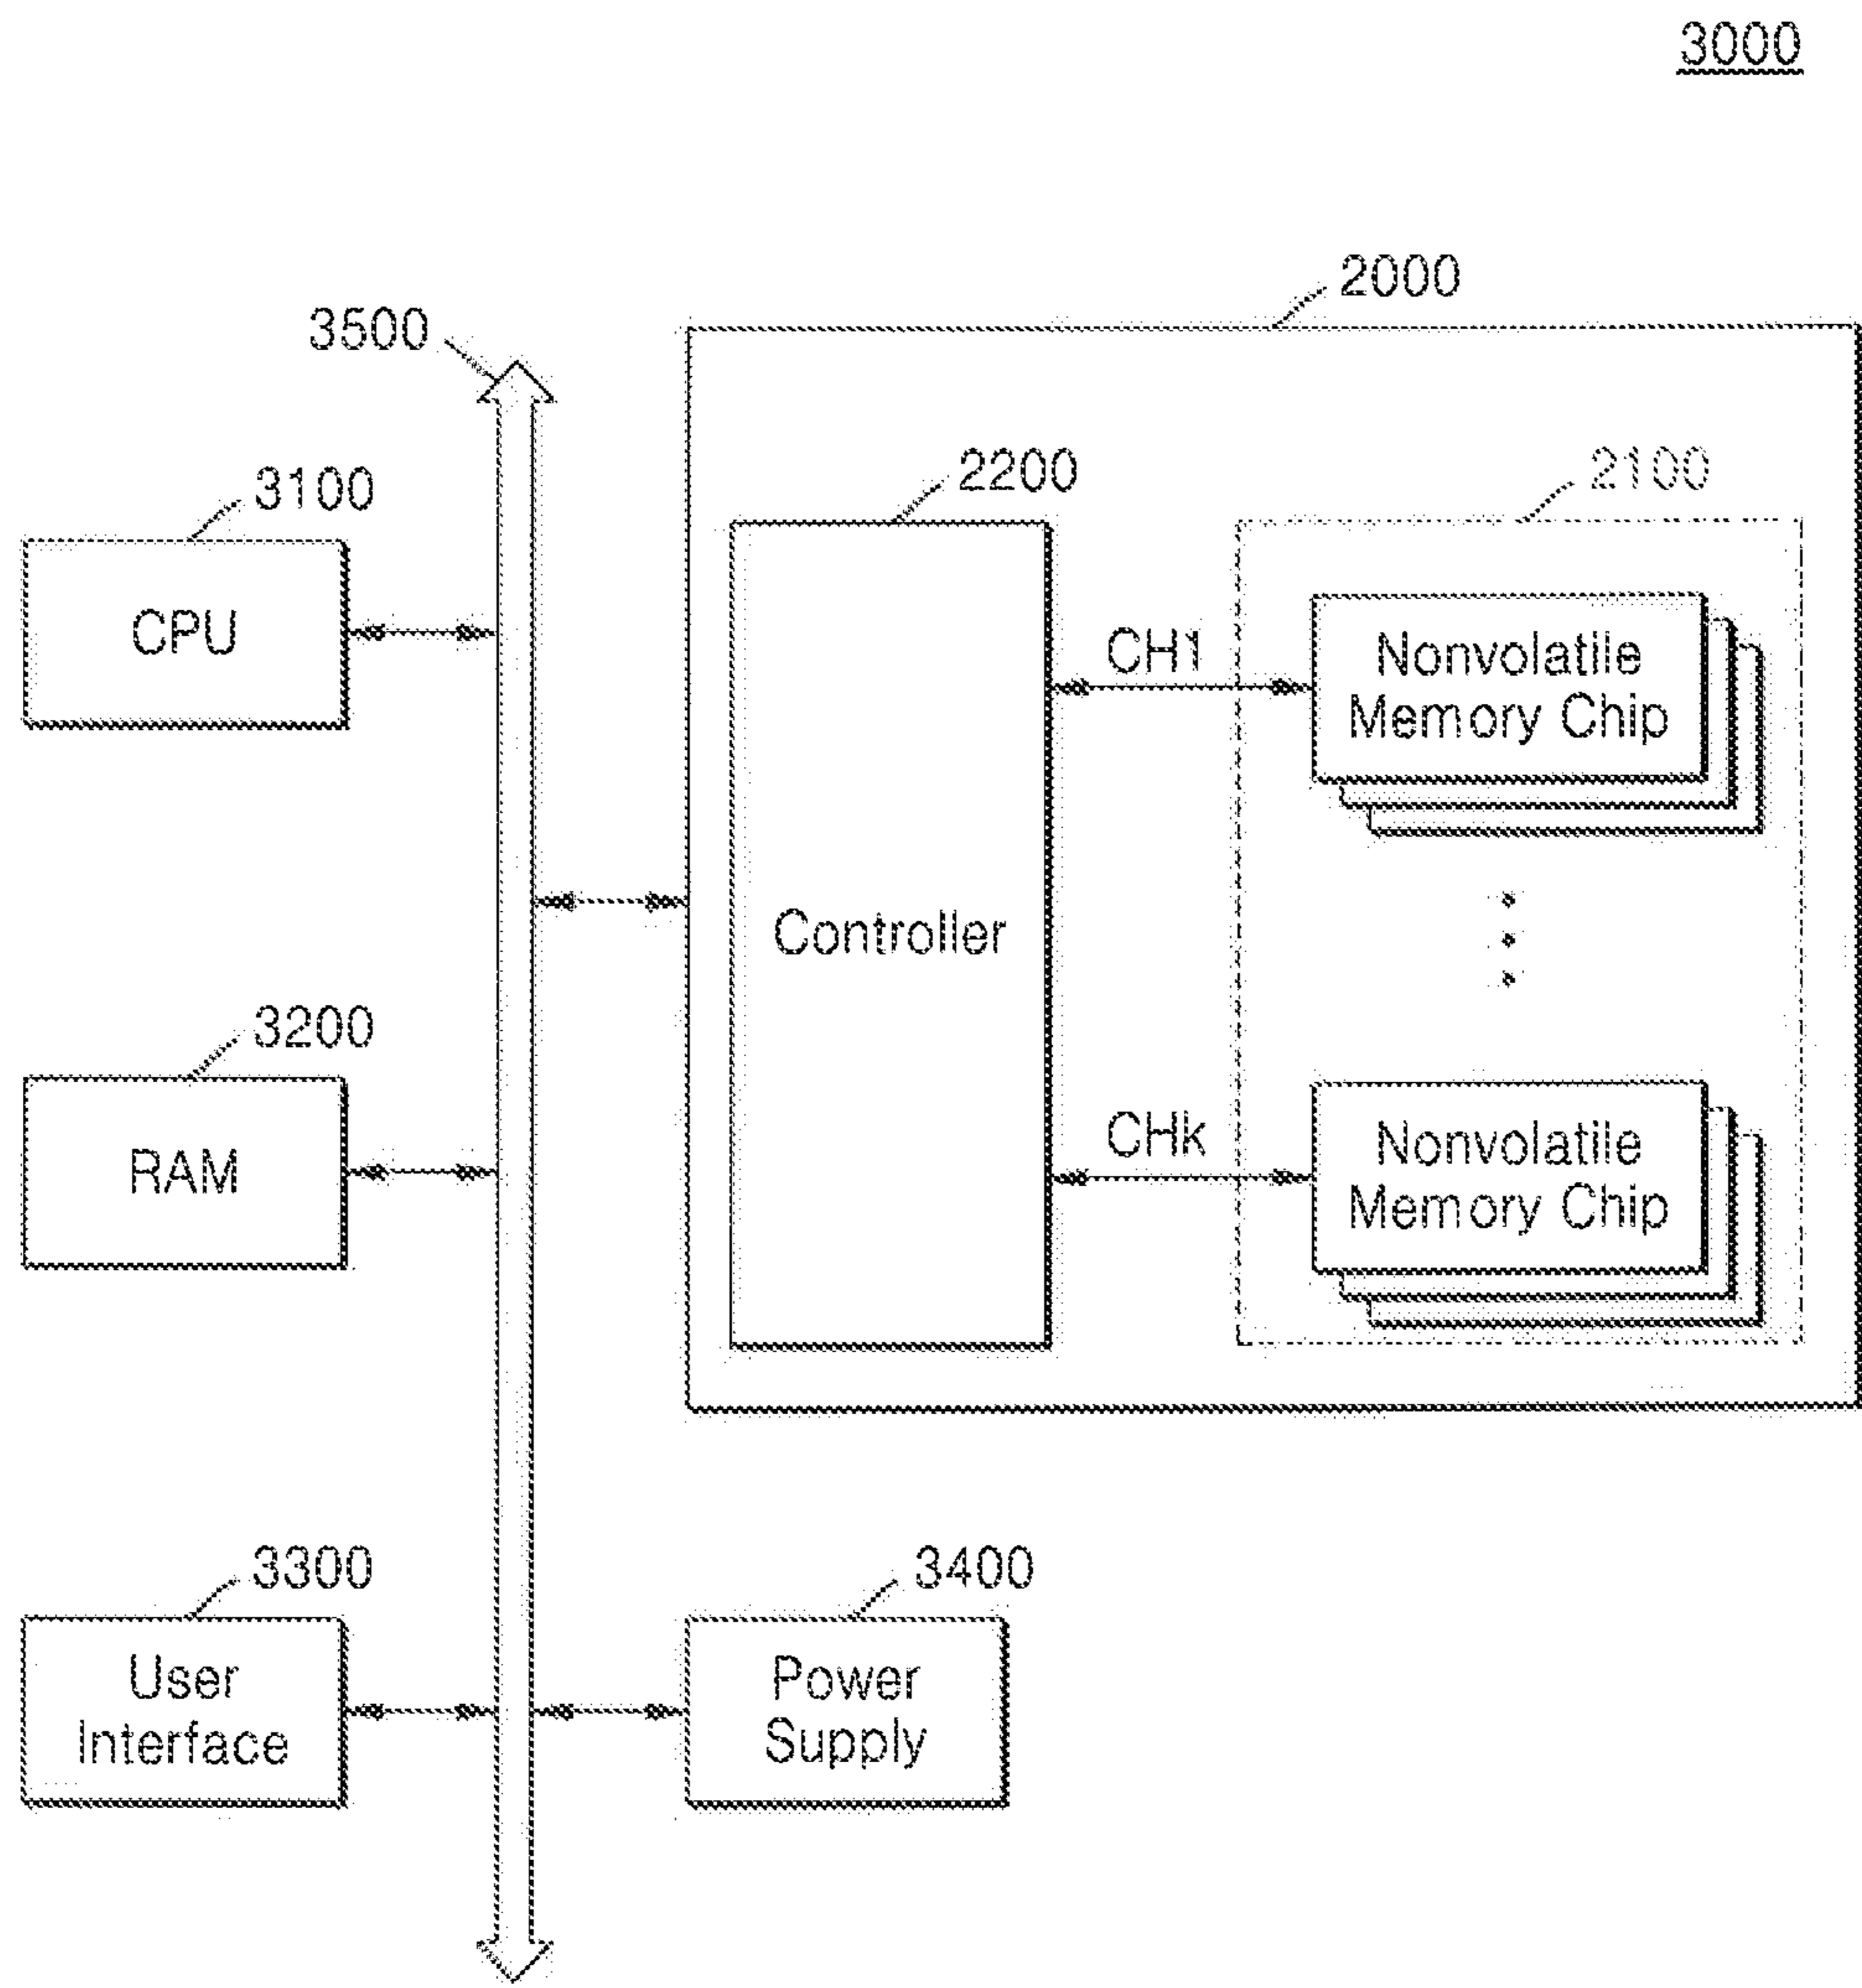 3000
2000
3500
2200
2100
3100
CPU
CH1
Nonvolatile
Memory Chip
Controller
3200
RAM
CHk
Nonvolatile
Memory Chip
3300
User
Interface
3400
Power
Supply